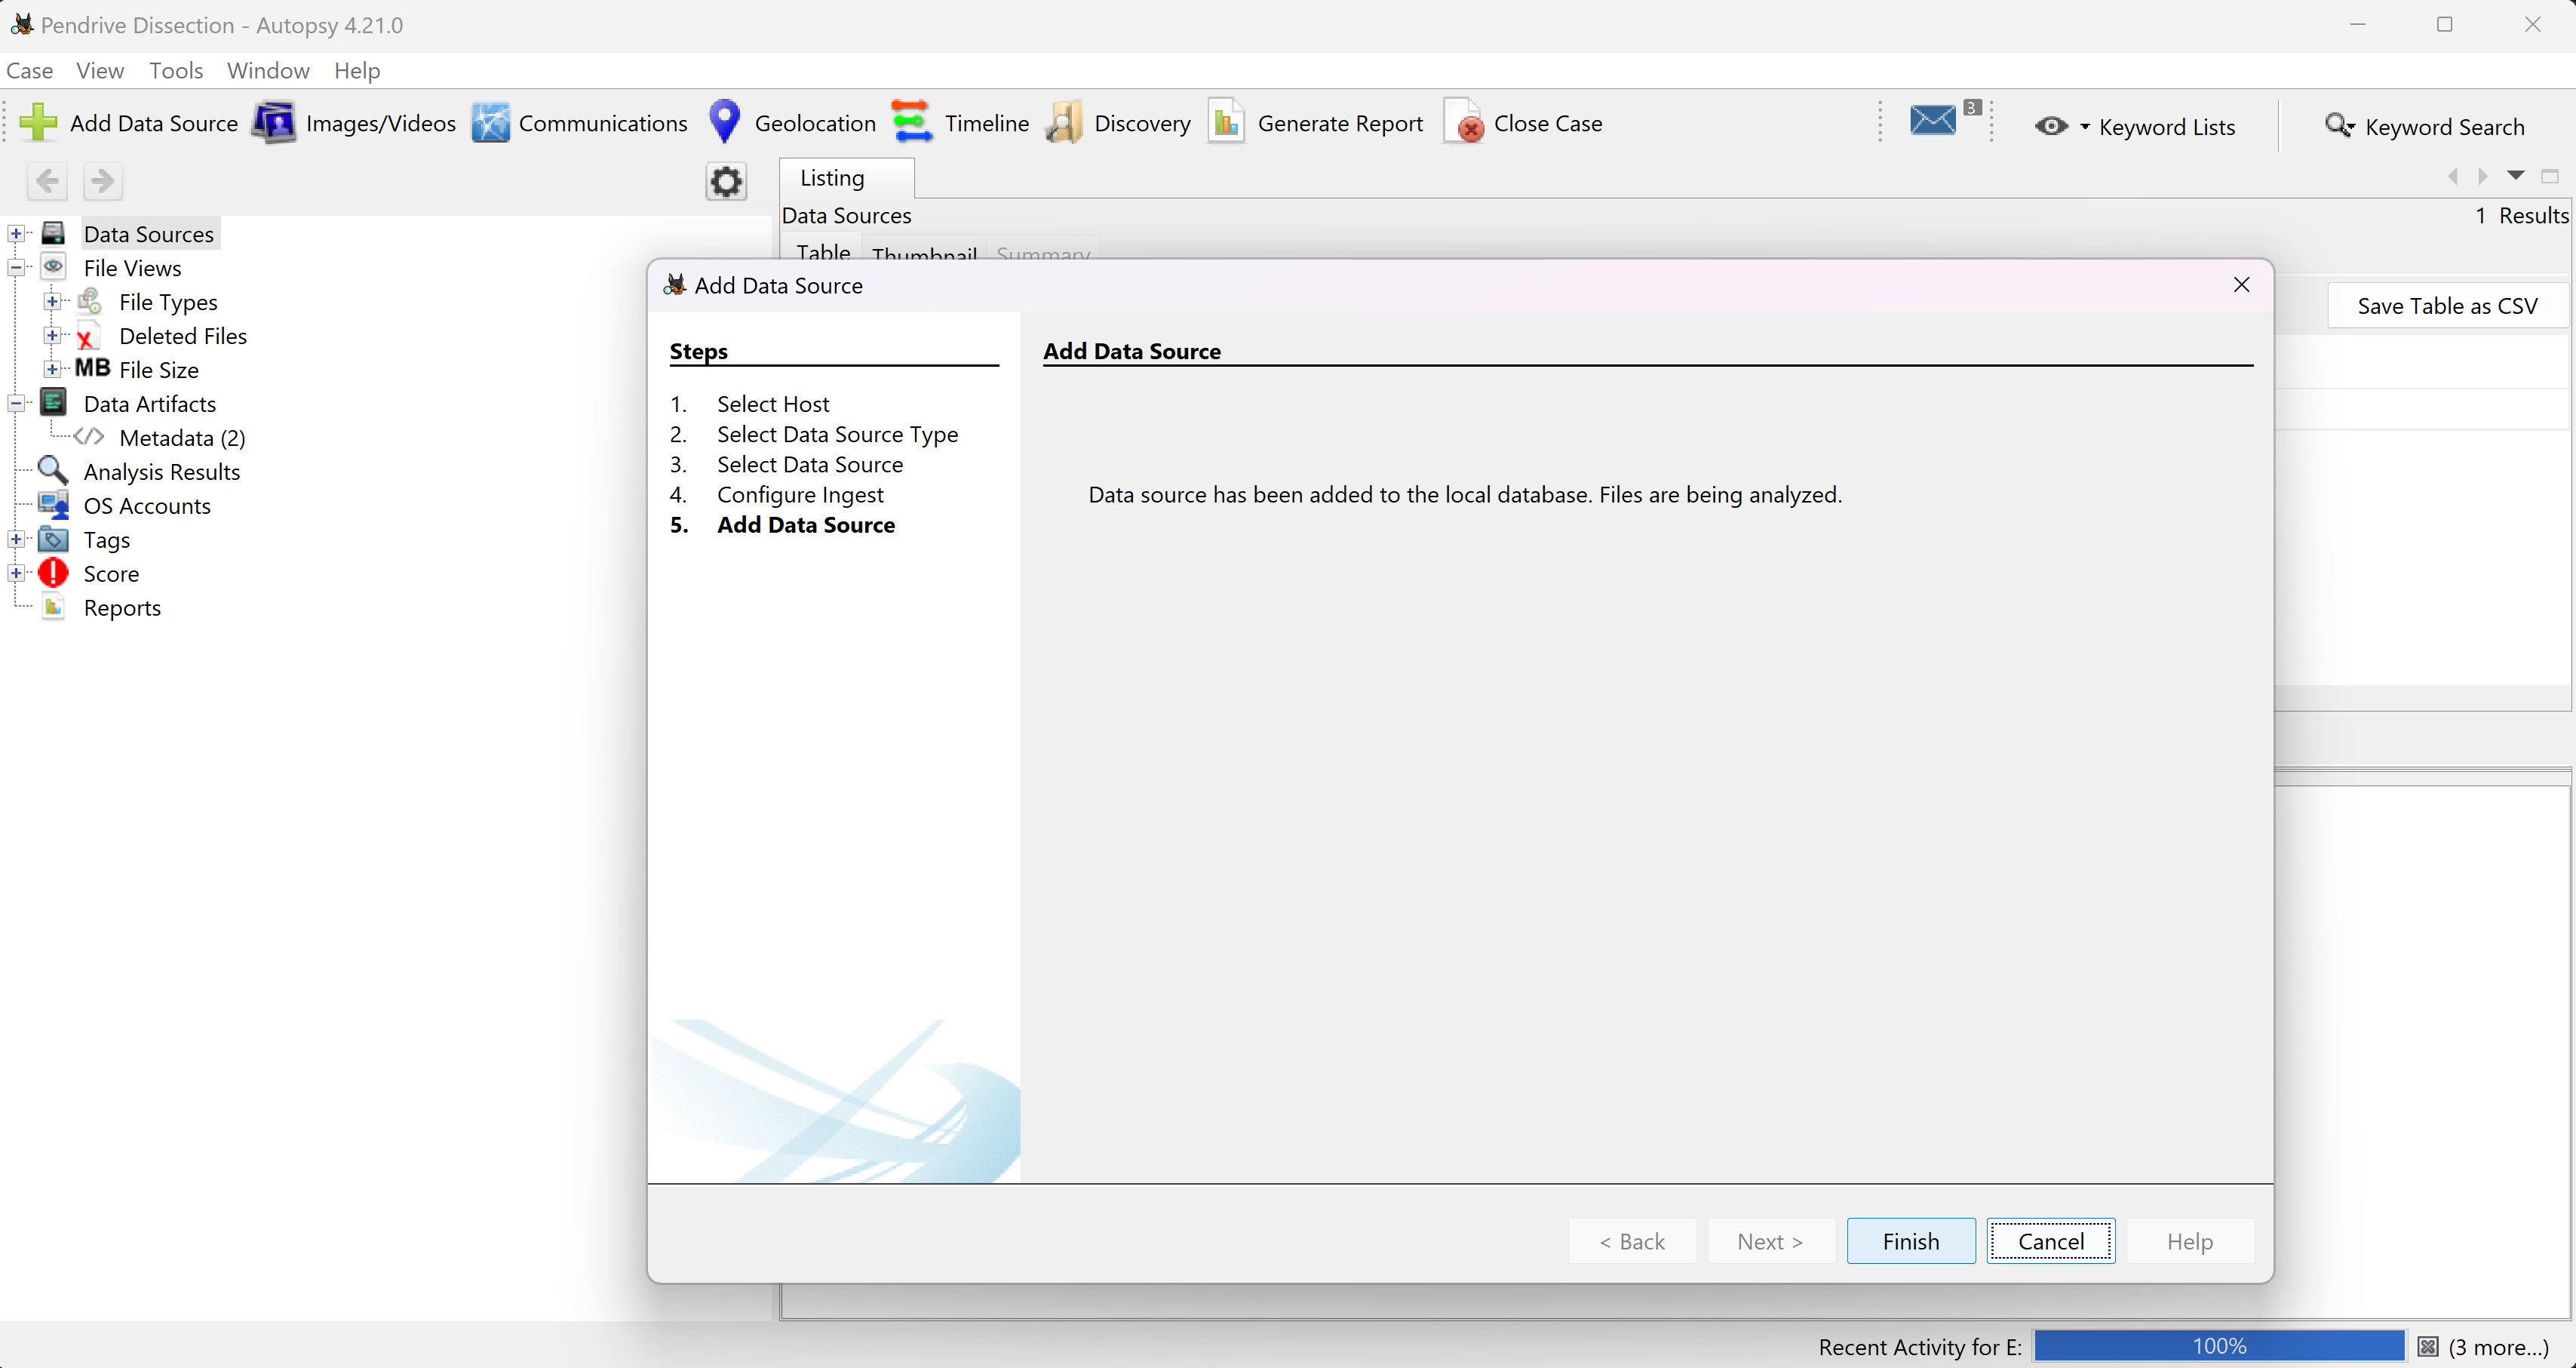 Pendrive Dissection - Autopsy 4.21.0
Case View Tools Window Help
Add Data Source Images/Videos Communications Geolocation Timeline Discovery Generate Report Close Case 3 Keyword Lists Keyword Search
Listing
Data Sources 1 Results
Table Thumbnail Summary
Save Table as CSV
Data Sources
File Views
File Types
Deleted Files
MB File Size
Data Artifacts
Metadata (2)
Analysis Results
OS Accounts
Tags
Score
Reports
Add Data Source
Steps
1. Select Host
2. Select Data Source Type
3. Select Data Source
4. Configure Ingest
5. Add Data Source
Add Data Source
Data source has been added to the local database. Files are being analyzed.
< Back Next > Finish Cancel Help
Recent Activity for E: 100% (3 more...)